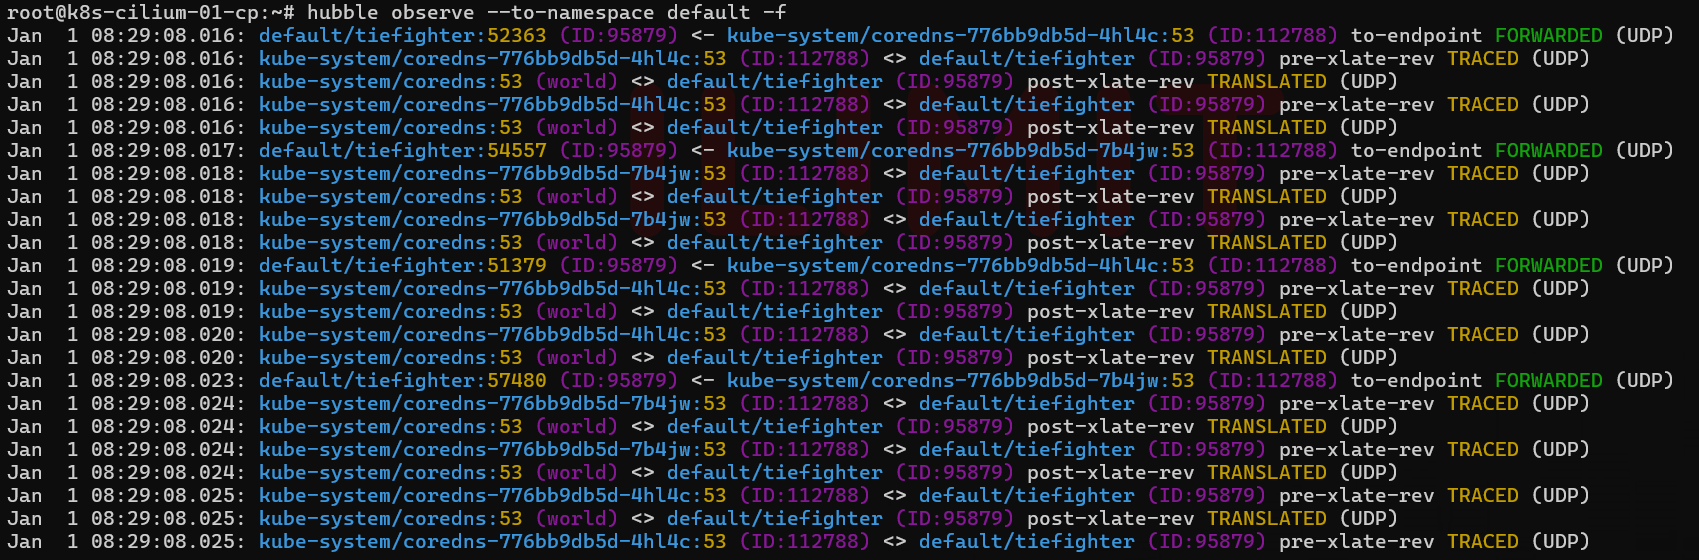 root@k8s-cilium-01-cp:~# hubble observe --to-namespace default -f
Jan  1 08:29:08.016: default/tiefighter:52363 (ID:95879) <- kube-system/coredns-776bb9db5d-4hl4c:53 (ID:112788) to-endpoint FORWARDED (UDP)
Jan  1 08:29:08.016: kube-system/coredns-776bb9db5d-4hl4c:53 (ID:112788) <> default/tiefighter (ID:95879) pre-xlate-rev TRACED (UDP)
Jan  1 08:29:08.016: kube-system/coredns:53 (world) <> default/tiefighter (ID:95879) post-xlate-rev TRANSLATED (UDP)
Jan  1 08:29:08.016: kube-system/coredns-776bb9db5d-4hl4c:53 (ID:112788) <> default/tiefighter (ID:95879) pre-xlate-rev TRACED (UDP)
Jan  1 08:29:08.016: kube-system/coredns:53 (world) <> default/tiefighter (ID:95879) post-xlate-rev TRANSLATED (UDP)
Jan  1 08:29:08.017: default/tiefighter:54557 (ID:95879) <- kube-system/coredns-776bb9db5d-7b4jw:53 (ID:112788) to-endpoint FORWARDED (UDP)
Jan  1 08:29:08.018: kube-system/coredns-776bb9db5d-7b4jw:53 (ID:112788) <> default/tiefighter (ID:95879) pre-xlate-rev TRACED (UDP)
Jan  1 08:29:08.018: kube-system/coredns:53 (world) <> default/tiefighter (ID:95879) post-xlate-rev TRANSLATED (UDP)
Jan  1 08:29:08.018: kube-system/coredns-776bb9db5d-7b4jw:53 (ID:112788) <> default/tiefighter (ID:95879) pre-xlate-rev TRACED (UDP)
Jan  1 08:29:08.018: kube-system/coredns:53 (world) <> default/tiefighter (ID:95879) post-xlate-rev TRANSLATED (UDP)
Jan  1 08:29:08.019: default/tiefighter:51379 (ID:95879) <- kube-system/coredns-776bb9db5d-4hl4c:53 (ID:112788) to-endpoint FORWARDED (UDP)
Jan  1 08:29:08.019: kube-system/coredns-776bb9db5d-4hl4c:53 (ID:112788) <> default/tiefighter (ID:95879) pre-xlate-rev TRACED (UDP)
Jan  1 08:29:08.019: kube-system/coredns:53 (world) <> default/tiefighter (ID:95879) post-xlate-rev TRANSLATED (UDP)
Jan  1 08:29:08.020: kube-system/coredns-776bb9db5d-4hl4c:53 (ID:112788) <> default/tiefighter (ID:95879) pre-xlate-rev TRACED (UDP)
Jan  1 08:29:08.020: kube-system/coredns:53 (world) <> default/tiefighter (ID:95879) post-xlate-rev TRANSLATED (UDP)
Jan  1 08:29:08.023: default/tiefighter:57480 (ID:95879) <- kube-system/coredns-776bb9db5d-7b4jw:53 (ID:112788) to-endpoint FORWARDED (UDP)
Jan  1 08:29:08.024: kube-system/coredns-776bb9db5d-7b4jw:53 (ID:112788) <> default/tiefighter (ID:95879) pre-xlate-rev TRACED (UDP)
Jan  1 08:29:08.024: kube-system/coredns:53 (world) <> default/tiefighter (ID:95879) post-xlate-rev TRANSLATED (UDP)
Jan  1 08:29:08.024: kube-system/coredns-776bb9db5d-7b4jw:53 (ID:112788) <> default/tiefighter (ID:95879) pre-xlate-rev TRACED (UDP)
Jan  1 08:29:08.024: kube-system/coredns:53 (world) <> default/tiefighter (ID:95879) post-xlate-rev TRANSLATED (UDP)
Jan  1 08:29:08.025: kube-system/coredns-776bb9db5d-4hl4c:53 (ID:112788) <> default/tiefighter (ID:95879) pre-xlate-rev TRACED (UDP)
Jan  1 08:29:08.025: kube-system/coredns:53 (world) <> default/tiefighter (ID:95879) post-xlate-rev TRANSLATED (UDP)
Jan  1 08:29:08.025: kube-system/coredns-776bb9db5d-4hl4c:53 (ID:112788) <> default/tiefighter (ID:95879) pre-xlate-rev TRACED (UDP)